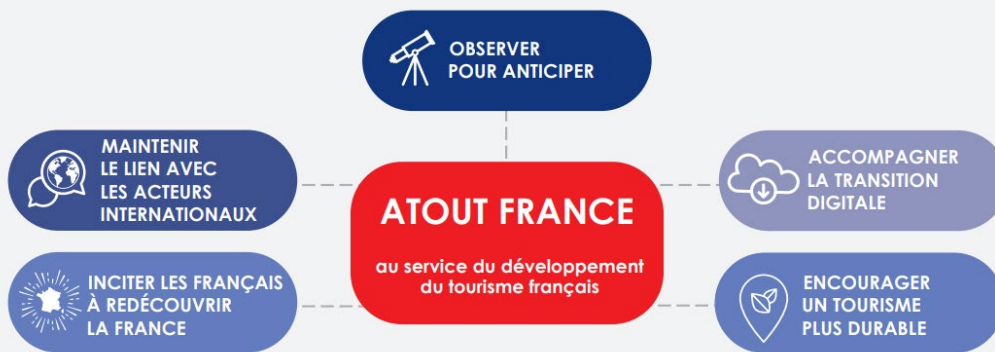 OBSERVER
POUR ANTICIPER
MAINTENIR
LE LIEN AVEC
LES ACTEURS
INTERNATIONAUX
ATOUT FRANCE
au service du développement
du tourisme français
ACCOMPAGNER
LA TRANSITION
DIGITALE
INCITER LES FRANÇAIS
À REDÉCOUVRIR
LA FRANCE
ENCOURAGER
UN TOURISME
PLUS DURABLE